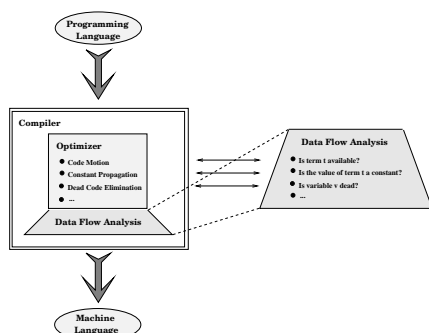 Programming
Language
Compiler
Optimizer
Code Motion
Constant Propagation
Dead Code Elimination
...
Data Flow Analysis
Data Flow Analysis
Is term t available?
Is the value of term t a constant?
Is variable v dead?
...
Machine
Language